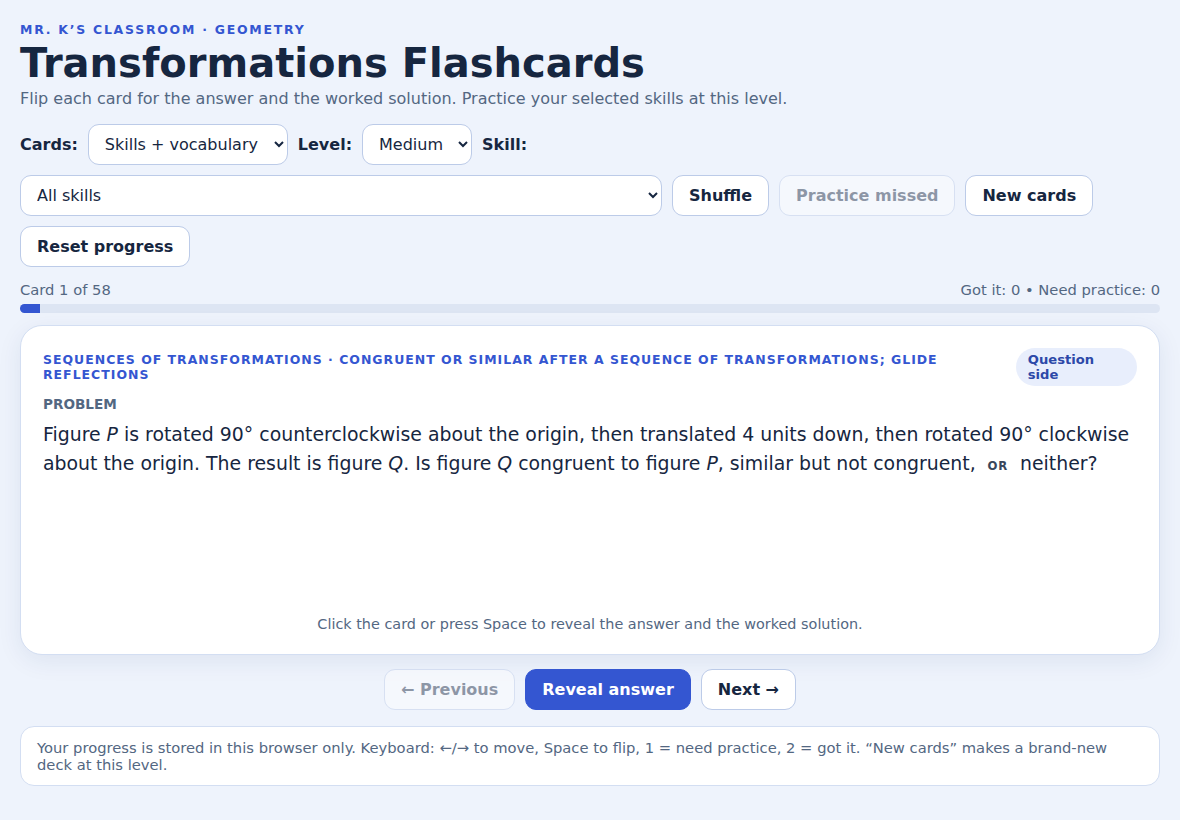 MR. K’S CLASSROOM · GEOMETRY
Transformations Flashcards
Flip each card for the answer and the worked solution. Practice your selected skills at this level.
Cards: Skills + vocabulary Level: Medium Skill:
All skills Shuffle Practice missed New cards
Reset progress
Card 1 of 58 Got it: 0 • Need practice: 0
SEQUENCES OF TRANSFORMATIONS · CONGRUENT OR SIMILAR AFTER A SEQUENCE OF TRANSFORMATIONS; GLIDE
REFLECTIONS
Question
side
PROBLEM
Figure P is rotated 90° counterclockwise about the origin, then translated 4 units down, then rotated 90° clockwise
about the origin. The result is figure Q. Is figure Q congruent to figure P, similar but not congruent, OR neither?
Click the card or press Space to reveal the answer and the worked solution.
← Previous Reveal answer Next →
Your progress is stored in this browser only. Keyboard: ←/→ to move, Space to flip, 1 = need practice, 2 = got it. “New cards” makes a brand-new
deck at this level.